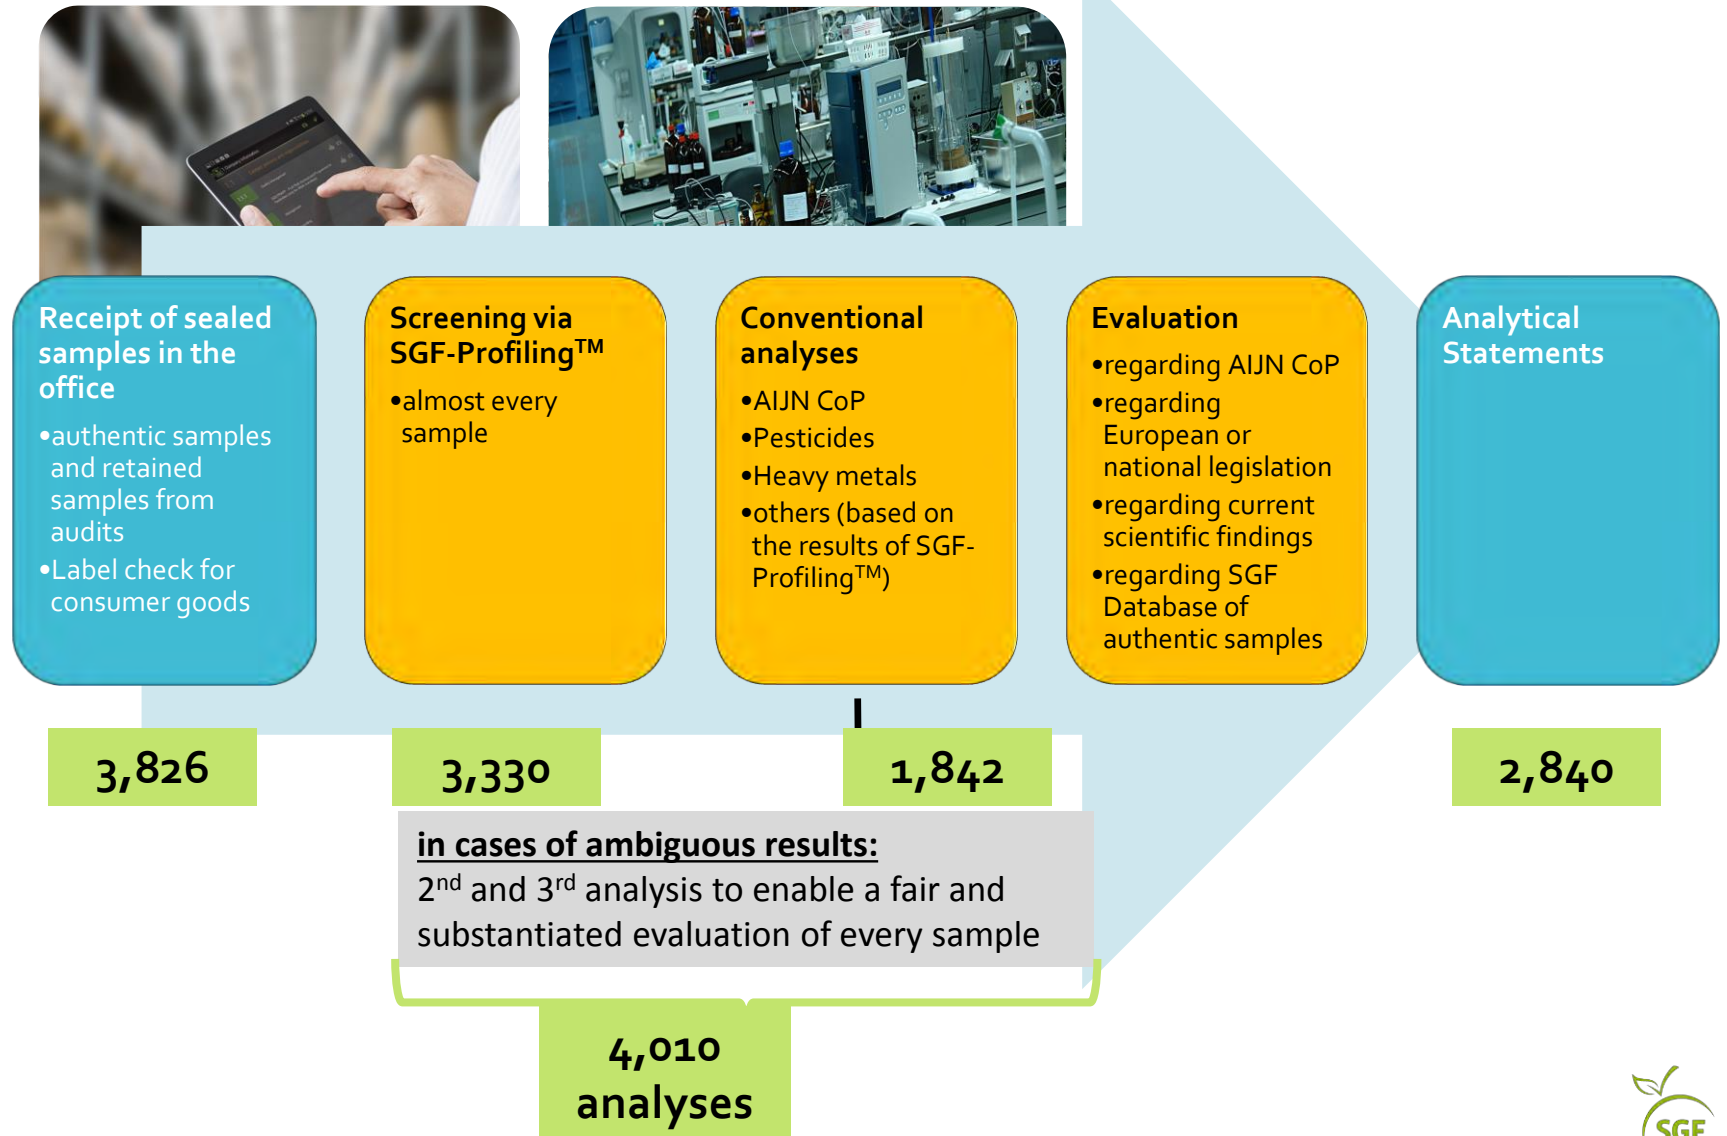 Receipt of sealed
samples in the
office
•authentic samples
and retained
samples from
audits
•Label check for
consumer goods
Screening via
SGF-Profiling™
•almost every
sample
Conventional
analyses
•AIJN CoP
•Pesticides
•Heavy metals
•others (based on
the results of SGF-
Profiling™)
Evaluation
•regarding AIJN CoP
•regarding
European or
national legislation
•regarding current
scientific findings
•regarding SGF
Database of
authentic samples
Analytical
Statements
3,826
3,330
1,842
2,840
in cases of ambiguous results:
2nd and 3rd analysis to enable a fair and
substantiated evaluation of every sample
4,010
analyses
SGF